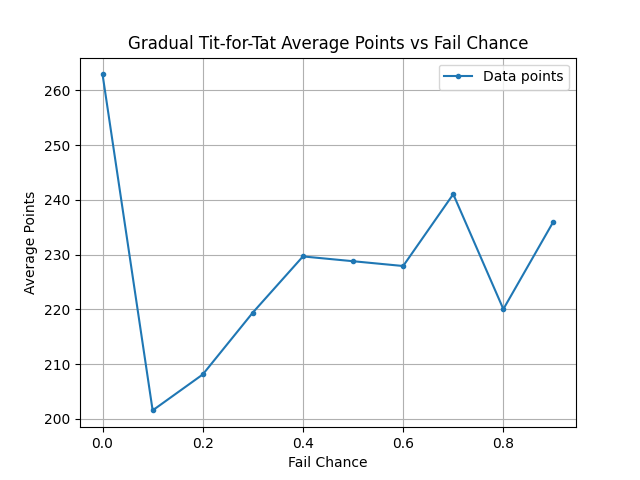 Gradual Tit-for-Tat Average Points vs Fail Chance
Data points
260
250
240
230
220
210
200
Average Points
0.0 0.2 0.4 0.6 0.8
Fail Chance